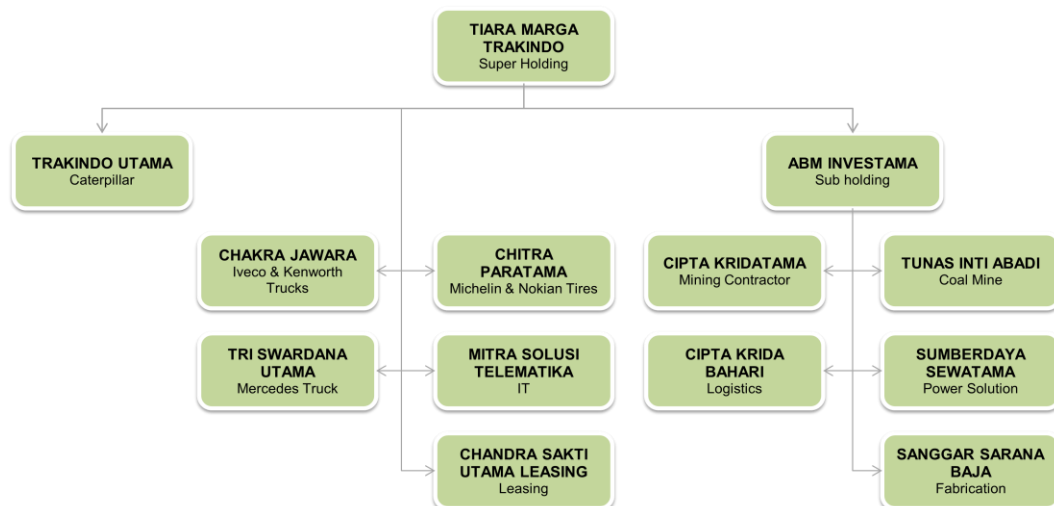 TIARA MARGA
TRAKINDO
Super Holding
TRAKINDO UTAMA
Caterpillar
ABM INVESTAMA
Sub holding
CHAKRA JAWARA
Iveco & Kenworth
Trucks
CHITRA
PARATAMA
Michelin & Nokian Tires
CIPTA KRIDATAMA
Mining Contractor
TUNAS INTI ABADI
Coal Mine
TRI SWARDANA
UTAMA
Mercedes Truck
MITRA SOLUSI
TELEMATIKA
IT
CIPTA KRIDA
BAHARI
Logistics
SUMBERDAYA
SEWATAMA
Power Solution
CHANDRA SAKTI
UTAMA LEASING
Leasing
SANGGAR SARANA
BAJA
Fabrication